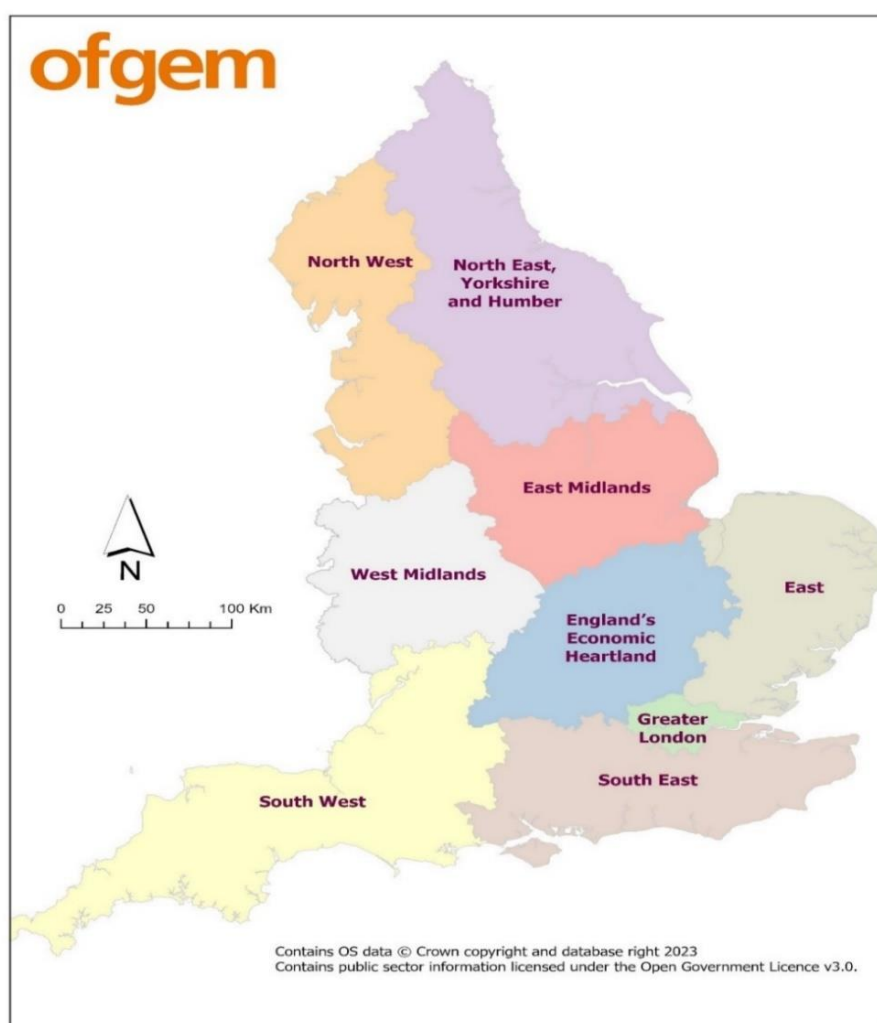 ofgem
North West
North East,
Yorkshire
and Humber
East Midlands
West Midlands
N
0 25 50 100 Km
England’s
Economic
Heartland
East
Greater
London
South East
South West
Contains OS data © Crown copyright and database right 2023
Contains public sector information licensed under the Open Government Licence v3.0.